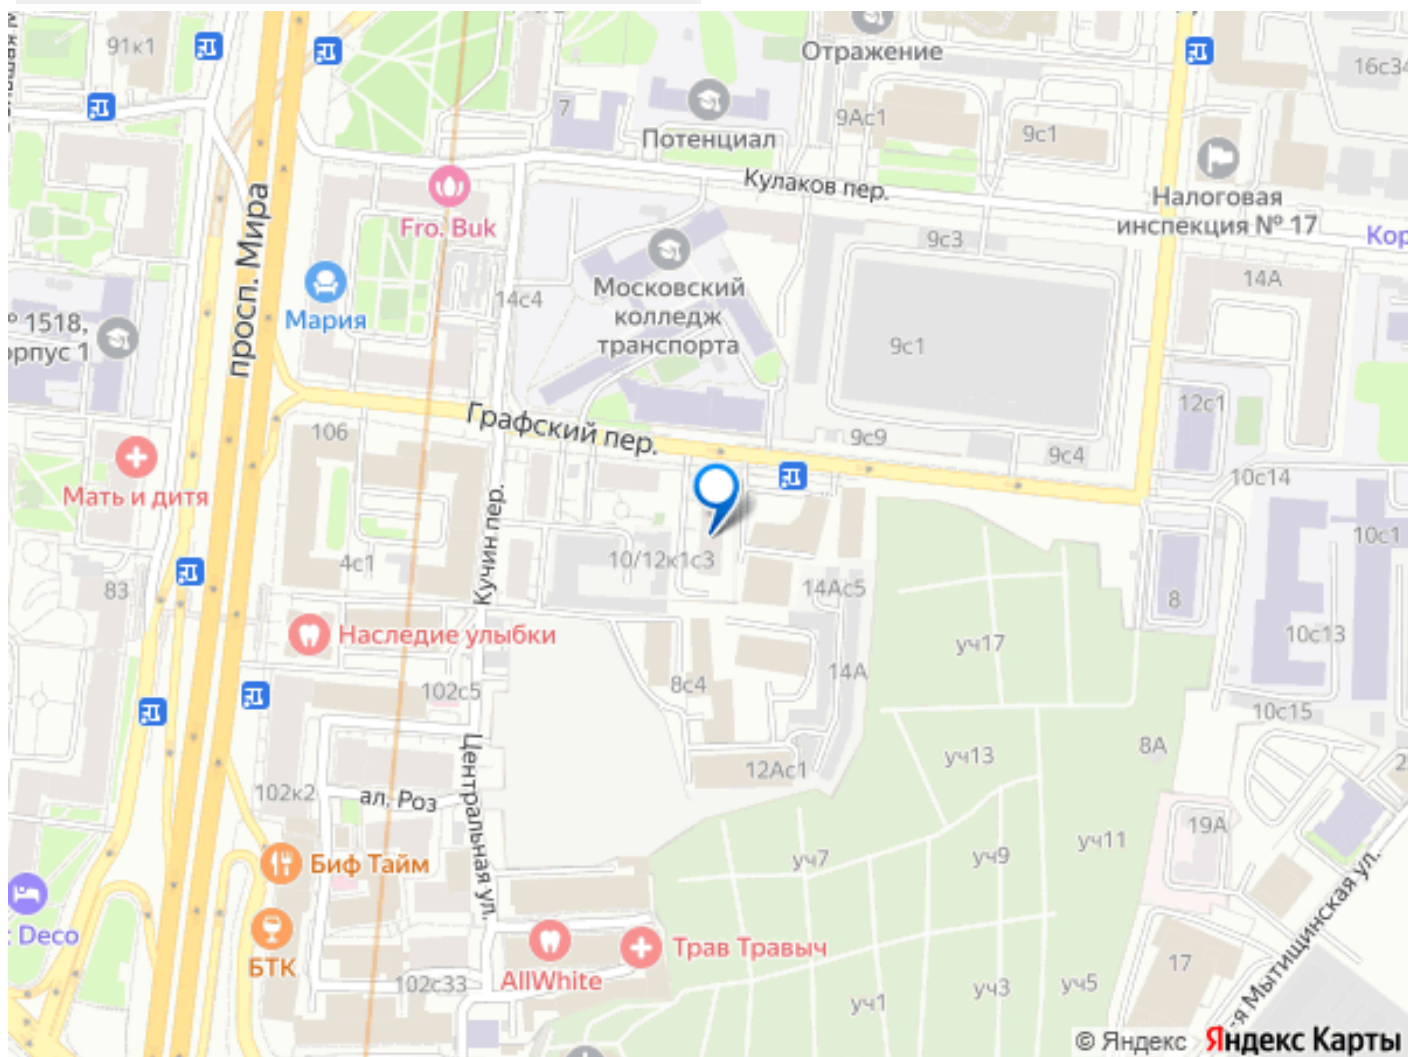 91к1
Отражение
16с34
7
Потенциал
9Ас1
9с1
Кулаков пер.
Налоговая
инспекция № 17
Fro. Buk
просп. Мира
9с3
Кор
Московский
колледж
транспорта
14с4
14А
Мария
№ 1518,
орпус 1
9с1
12с1
Графский пер.
106
9с9
9с4
10с14
Мать и дитя
Кучин пер.
10с1
4с1
10/12к1с3
14Ас5
83
8
10с13
Наследие улыбки
уч17
14А
8с4
102с5
10с15
8А
уч13
12Ас1
Центральная ул.
102к2
ал. Роз
19А
уч11
уч7
уч9
Биф Тайм
Deco
БТК
Трав Травыч
AllWhite
102с33
17
уч5
уч3
уч1
-я Мытищинская ул.
© Яндекс Яндекс Карты